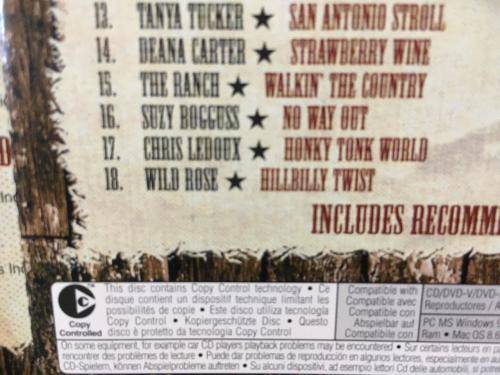 13. TANYA TUCKER ★ SAN ANTONIO STROLL
14. DEANA CARTER ★ STRAWBERRY WINE
15. THE RANCH ★ WALKIN' THE COUNTRY
16. SUZY BOGGUSS ★ NO WAY OUT
17. CHRIS LEDOUX ★ HONKY TONK WORLD
18. WILD ROSE ★ HILLBILLY TWIST
INCLUDES RECOMM
Copy
Controlled
This disc contains Copy Control technology • Ce
disque contient un dispositif technique limitant les
possibilités de copie • Este disco utiliza tecnología
Copy Control • Kopiergeschützte Disc • Questo
disco è protetto da tecnologia Copy Control
Compatible with
Compatible avec
Compatible con
Abspielbar auf
Compatibile con
CD/DVD-V/DVD-
Reproductores / 
PC MS Windows 9
Ram • Mac OS 8.6
On some equipment, for example car CD players playback problems may be encountered • Sur certains lecteurs
rencontrer des problèmes de lecture • Puede dar problemas de reproducción en algunos lectores, especialmente en
CD-Spielern, können Abspielprobleme auftreten • Su alcuni dispositivi, ad esempio lettori Cd delle automobili, si